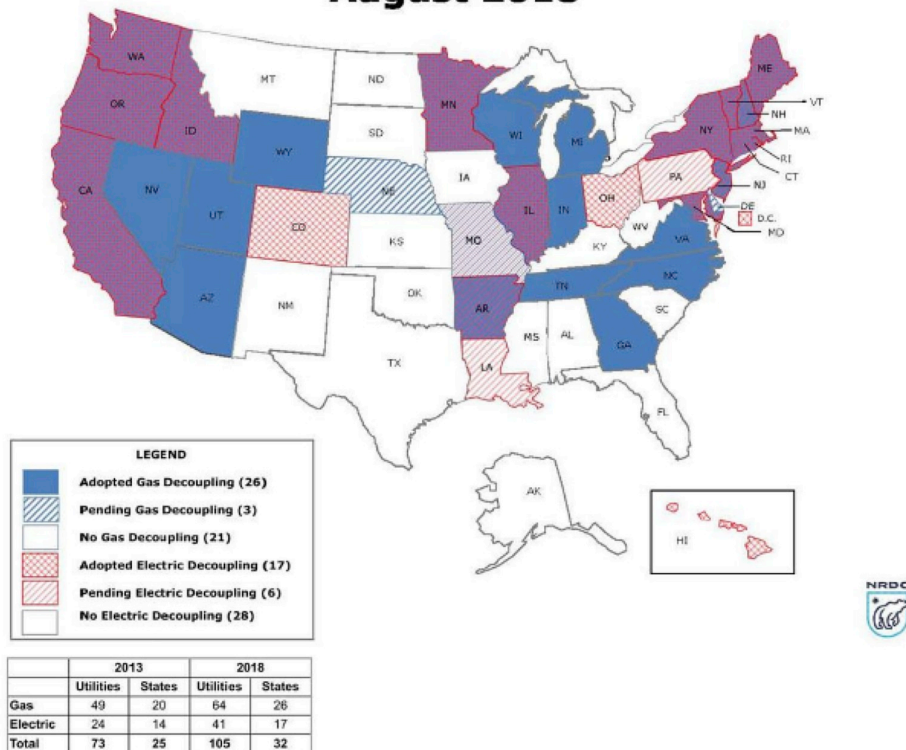 August 2018
WA
MT
ND
MN
ME
OR
ID
SD
WI
MI
NY
VT
NH
MA
RI
CT
WY
NE
IA
PA
NJ
DE
D.C.
MD
CA
NV
UT
CO
KS
MO
IL
IN
OH
WV
KY
VA
AZ
NM
OK
AR
TN
NC
SC
TX
LA
MS
AL
GA
FL
AK
HI
LEGEND
Adopted Gas Decoupling (26)
Pending Gas Decoupling (3)
No Gas Decoupling (21)
Adopted Electric Decoupling (17)
Pending Electric Decoupling (6)
No Electric Decoupling (28)
NRDC
2013 2018
Utilities States Utilities States
Gas 49 20 64 26
Electric 24 14 41 17
Total 73 25 105 32